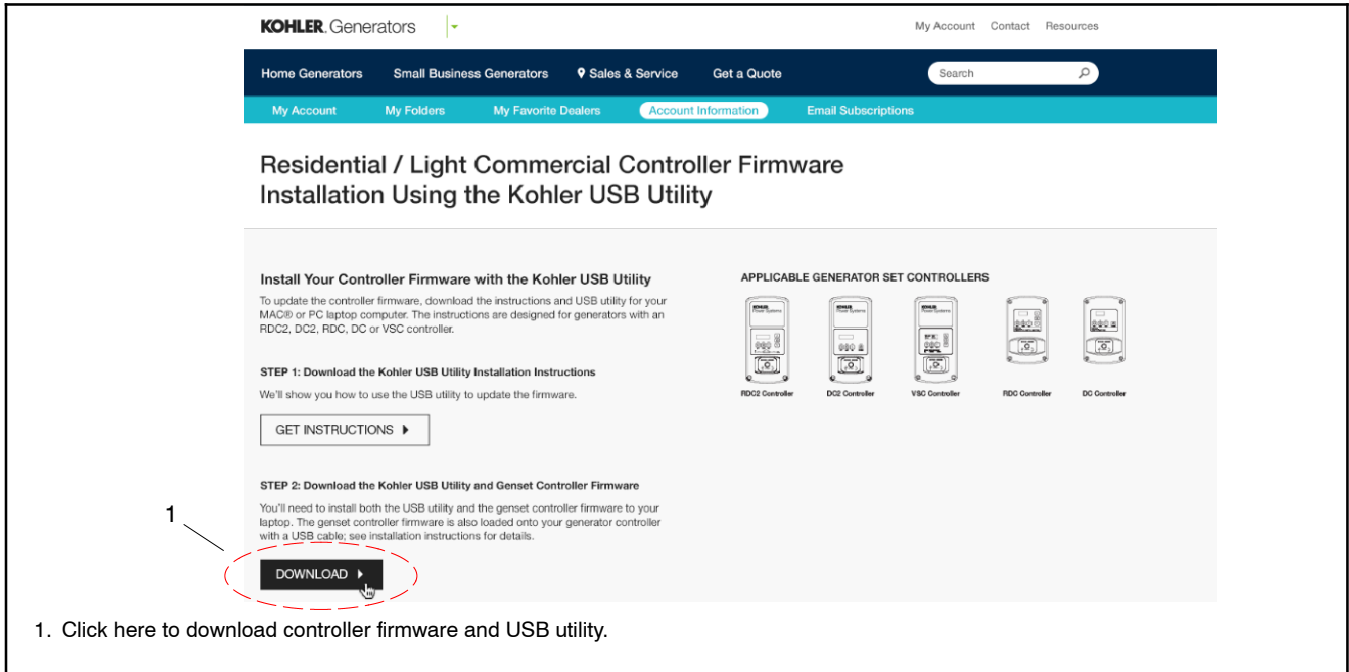 KOHLER. Generators
My Account Contact Resources
Home Generators Small Business Generators Sales & Service Get a Quote Search
My Account My Folders My Favorite Dealers Account Information Email Subscriptions
Residential / Light Commercial Controller Firmware
Installation Using the Kohler USB Utility
Install Your Controller Firmware with the Kohler USB Utility
To update the controller firmware, download the instructions and USB utility for your
MAC® or PC laptop computer. The instructions are designed for generators with an
RDC2, DC2, RDC, DC or VSC controller.
STEP 1: Download the Kohler USB Utility Installation Instructions
We'll show you how to use the USB utility to update the firmware.
GET INSTRUCTIONS
STEP 2: Download the Kohler USB Utility and Genset Controller Firmware
You'll need to install both the USB utility and the genset controller firmware to your
laptop. The genset controller firmware is also loaded onto your generator controller
with a USB cable; see installation instructions for details.
1
DOWNLOAD
APPLICABLE GENERATOR SET CONTROLLERS
RDC2 Controller DC2 Controller VSC Controller RDC Controller DC Controller
1. Click here to download controller firmware and USB utility.